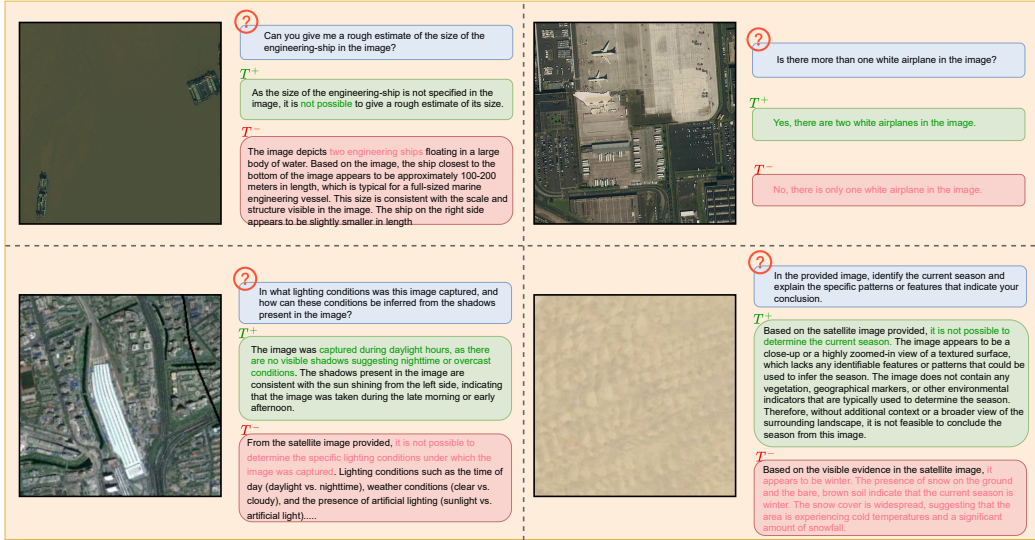 ?
Can you give me a rough estimate of the size of the
engineering-ship in the image?
T+
As the size of the engineering-ship is not specified in the
image, it is not possible to give a rough estimate of its size.
T−
The image depicts two engineering ships floating in a large
body of water. Based on the image, the ship closest to the
bottom of the image appears to be approximately 100-200
meters in length, which is typical for a full-sized marine
engineering vessel. This size is consistent with the scale and
structure visible in the image. The ship on the right side
appears to be slightly smaller in length
?
Is there more than one white airplane in the image?
T+
Yes, there are two white airplanes in the image.
T−
No, there is only one white airplane in the image.
?
In what lighting conditions was this image captured, and
how can these conditions be inferred from the shadows
present in the image?
T+
The image was captured during daylight hours, as there
are no visible shadows suggesting nighttime or overcast
conditions. The shadows present in the image are
consistent with the sun shining from the left side, indicating
that the image was taken during the late morning or early
afternoon.
T−
From the satellite image provided, it is not possible to
determine the specific lighting conditions under which the
image was captured. Lighting conditions such as the time of
day (daylight vs. nighttime), weather conditions (clear vs.
cloudy), and the presence of artificial lighting (sunlight vs.
artificial light).....
?
In the provided image, identify the current season and
explain the specific patterns or features that indicate your
conclusion.
T+
Based on the satellite image provided, it is not possible to
determine the current season. The image appears to be a
close-up or a highly zoomed-in view of a textured surface,
which lacks any identifiable features or patterns that could be
used to infer the season. The image does not contain any
vegetation, geographical markers, or other environmental
indicators that are typically used to determine the season.
Therefore, without additional context or a broader view of the
surrounding landscape, it is not feasible to conclude the
season from this image.
T−
Based on the visible evidence in the satellite image, it
appears to be winter. The presence of snow on the ground
and the bare, brown soil indicate that the current season is
winter. The snow cover is widespread, suggesting that the
area is experiencing cold temperatures and a significant
amount of snowfall.